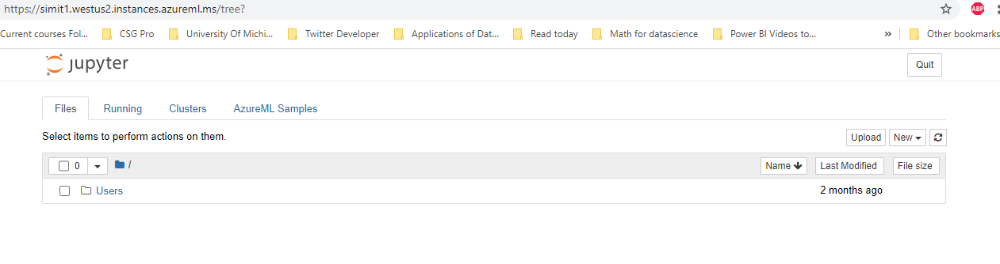 https://simit1.westus2.instances.azureml.ms/tree?
ABP
Current courses Fol... CSG Pro University Of Michi... Twitter Developer Applications of Dat... Read today Math for datascience Power BI Videos to... » Other bookmarks
jupyter Quit
Files Running Clusters AzureML Samples
Select items to perform actions on them. Upload New
0 / Name Last Modified File size
Users 2 months ago